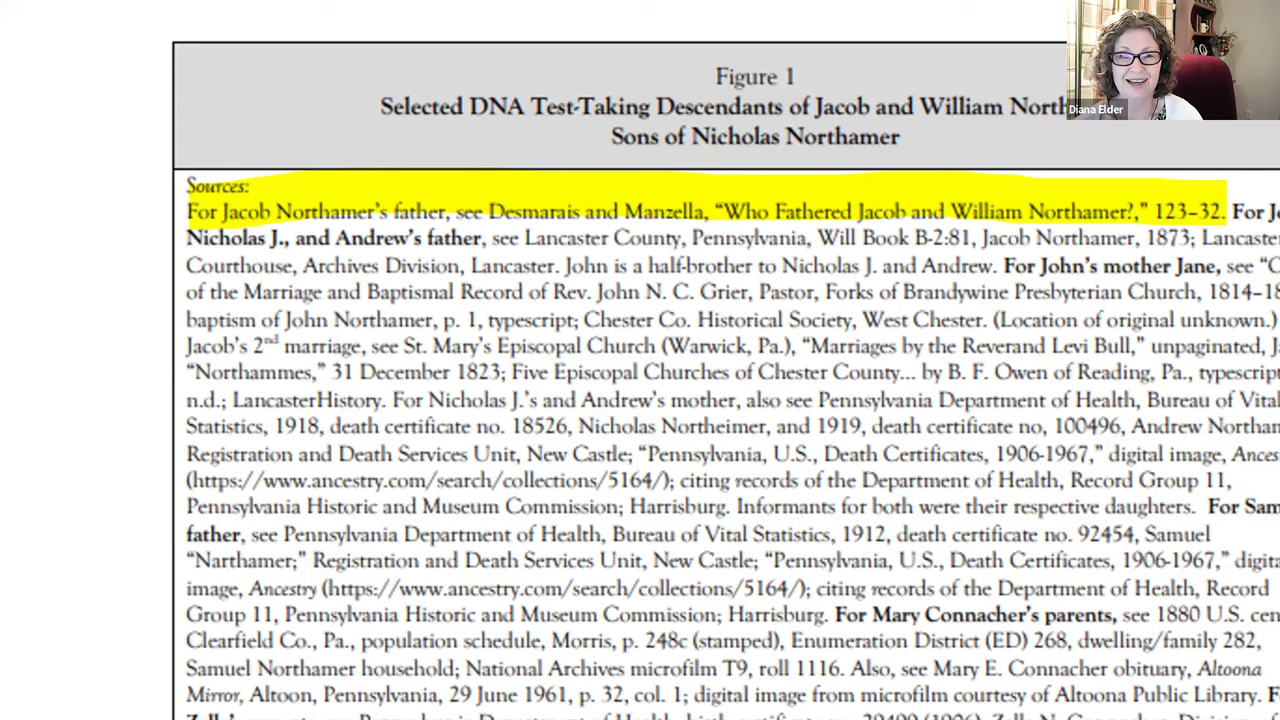 Figure 1
Selected DNA Test-Taking Descendants of Jacob and William
Sons of Nicholas Northamer
Diana Elder
Sources:
For Jacob Northamer's father, see Desmarais and Manzella, “Who Fathered Jacob and William Northamer?,” 123–32. For
Nicholas J., and Andrew's father, see Lancaster County, Pennsylvania, Will Book B-2:81, Jacob Northamer, 1873; Lancaster
Courthouse, Archives Division, Lancaster. John is a half-brother to Nicholas J. and Andrew. For John's mother Jane, see
of the Marriage and Baptismal Record of Rev. John N. C. Grier, Pastor, Forks of Brandywine Presbyterian Church, 1814–18
baptism of John Northamer, p. 1, typescript; Chester Co. Historical Society, West Chester. (Location of original unknown.)
Jacob's 2nd marriage, see St. Mary's Episcopal Church (Warwick, Pa.), “Marriages by the Reverand Levi Bull,” unpaginated,
“Northammes,” 31 December 1823; Five Episcopal Churches of Chester County... by B. F. Owen of Reading, Pa., typescript
n.d.; LancasterHistory. For Nicholas J.'s and Andrew's mother, also see Pennsylvania Department of Health, Bureau of Vital
Statistics, 1918, death certificate no. 18526, Nicholas Northeimer, and 1919, death certificate no, 100496, Andrew
Registration and Death Services Unit, New Castle; “Pennsylvania, U.S., Death Certificates, 1906-1967,” digital image,
(https://www.ancestry.com/search/collections/5164/); citing records of the Department of Health, Record Group 11,
Pennsylvania Historic and Museum Commission; Harrisburg. Informants for both were their respective daughters. For Sam
father, see Pennsylvania Department of Health, Bureau of Vital Statistics, 1912, death certificate no. 92454, Samuel
“Narthamer;” Registration and Death Services Unit, New Castle; “Pennsylvania, U.S., Death Certificates, 1906-1967,” digita
image, Ancestry (https://www.ancestry.com/search/collections/5164/); citing records of the Department of Health, Record
Group 11, Pennsylvania Historic and Museum Commission; Harrisburg. For Mary Connacher's parents, see 1880 U.S. cen
Clearfield Co., Pa., population schedule, Morris, p. 248c (stamped), Enumeration District (ED) 268, dwelling/family 282,
Samuel Northamer household; National Archives microfilm T9, roll 1116. Also, see Mary E. Connacher obituary, Altoona
Mirror, Altoon, Pennsylvania, 29 June 1961, p. 32, col. 1; digital image from microfilm courtesy of Altoona Public Library.